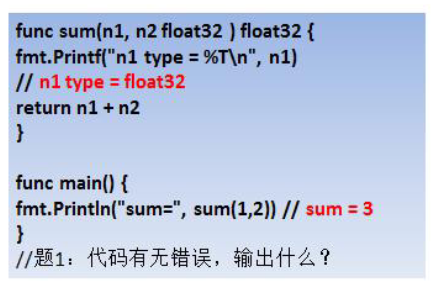 func sum(n1, n2 float32 ) float32 {
fmt.Printf("n1 type = %T\n", n1)
// n1 type = float32
return n1 + n2
}
func main() {
fmt.Println("sum=", sum(1,2)) // sum = 3
}
//题1：代码有无错误，输出什么？